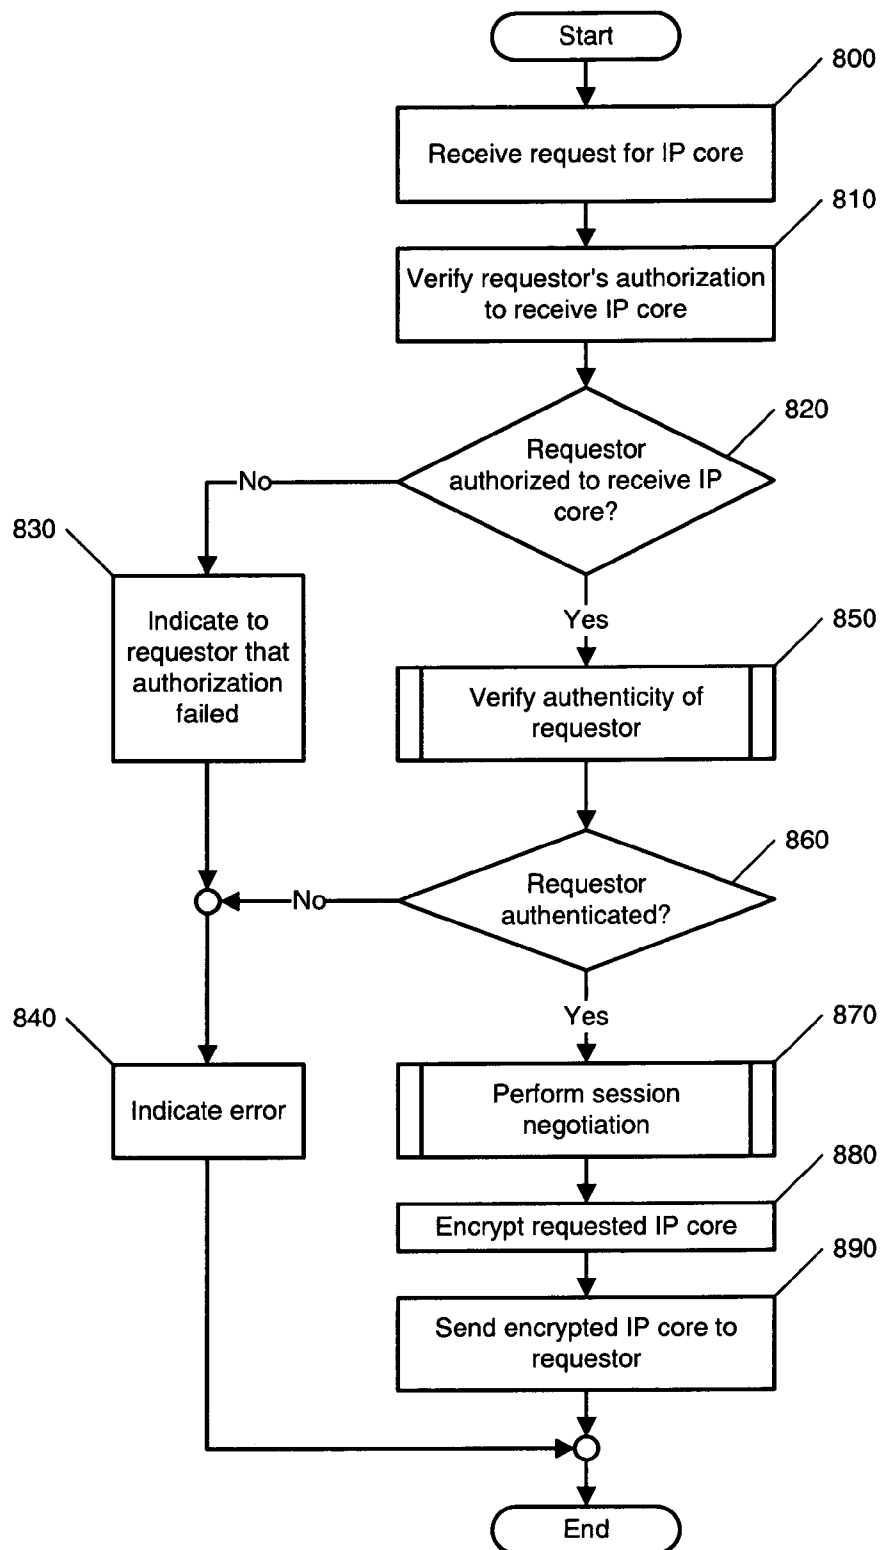 Start
800
Receive request for IP core
810
Verify requestor's authorization
to receive IP core
820
Requestor
authorized to receive IP
core?
No
830
Indicate to
requestor that
authorization
failed
Yes
850
Verify authenticity of
requestor
860
Requestor
authenticated?
No
Yes
840
Indicate error
870
Perform session
negotiation
880
Encrypt requested IP core
890
Send encrypted IP core to
requestor
End